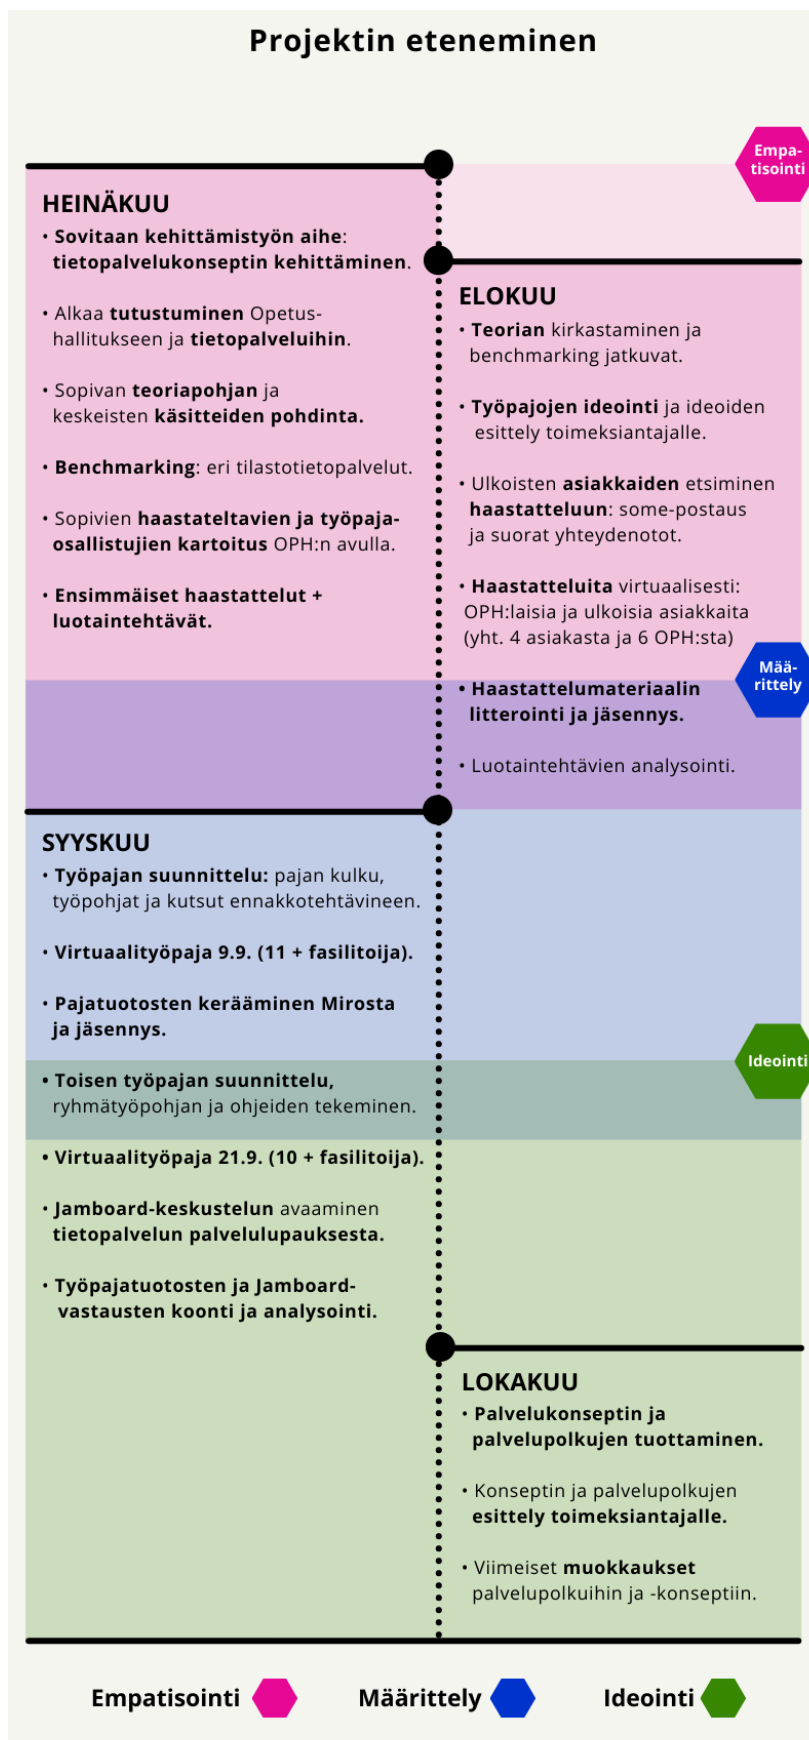 Projektin eteneminen
Empa-
tisointi
HEINÄKUU
• Sovitaan kehittämistyön aihe:
tietopalvelukonseptin kehittäminen.
• Alkaa tutustuminen Opetus-
hallitukseen ja tietopalveluihin.
• Sopivan teoriapohjan ja
keskeisten käsitteiden pohdinta.
• Benchmarking: eri tilastotietopalvelut.
• Sopivien haastateltavien ja työpaja-
osallistujien kartoitus OPH:n avulla.
• Ensimmäiset haastattelut +
luotaintehtävät.
ELOKUU
• Teorian kirkastaminen ja
benchmarking jatkuvat.
• Työpajojen ideointi ja ideoiden
esittely toimeksiantajalle.
• Ulkoisten asiakkaiden etsiminen
haastatteluun: some-postaus
ja suorat yhteydenotot.
• Haastatteluita virtuaalisesti:
OPH:laisia ja ulkoisia asiakkaita
(yht. 4 asiakasta ja 6 OPH:sta)
Mää-
rittely
• Haastattelumateriaalin
litterointi ja jäsennys.
• Luotaintehtävien analysointi.
SYYSKUU
• Työpajan suunnittelu: pajan kulku,
työpohjat ja kutsut ennakkotehtävineen.
• Virtuaalityöpaja 9.9. (11 + fasilitoija).
• Pajatuotosten kerääminen Mirosta
ja jäsennys.
Ideointi
• Toisen työpajan suunnittelu,
ryhmätyöpohjan ja ohjeiden tekeminen.
• Virtuaalityöpaja 21.9. (10 + fasilitoija).
• Jamboard-keskustelun avaaminen
tietopalvelun palvelulupauksesta.
• Työpajatuotosten ja Jamboard-
vastausten koonti ja analysointi.
LOKAKUU
• Palvelukonseptin ja
palvelupolkujen tuottaminen.
• Konseptin ja palvelupolkujen
esittely toimeksiantajalle.
• Viimeiset muokkaukset
palvelupolkuihin ja -konseptiin.
Empatisointi
Määrittely
Ideointi